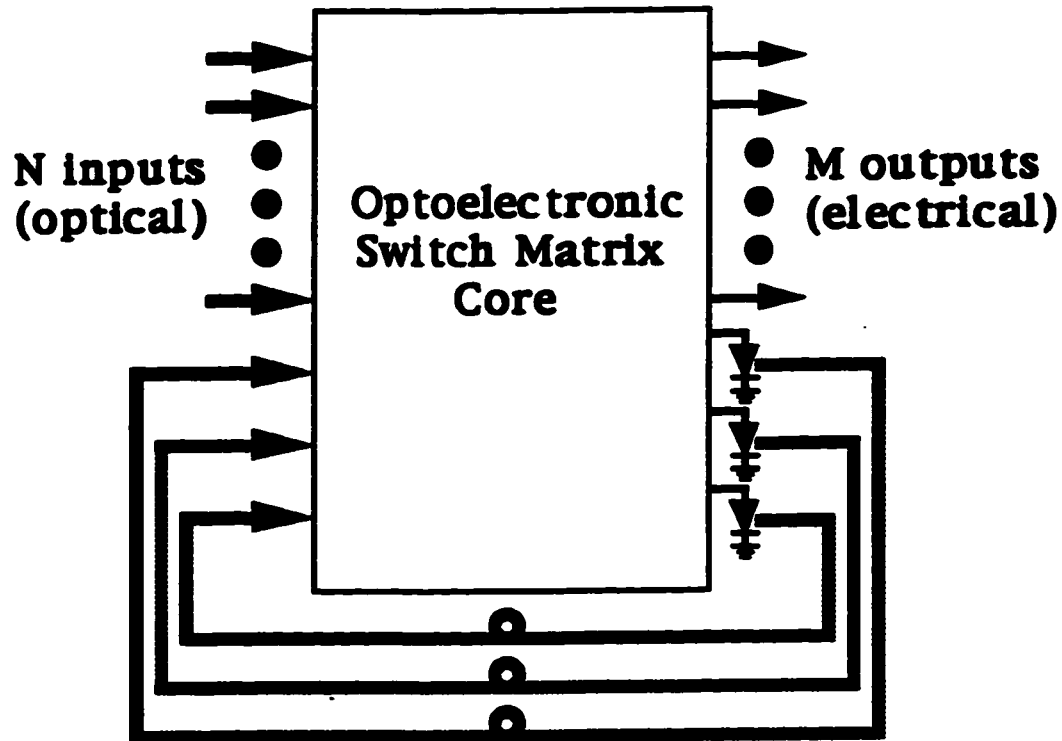 N inputs
(optical)
Optoelectronic
Switch Matrix
Core
M outputs
(electrical)